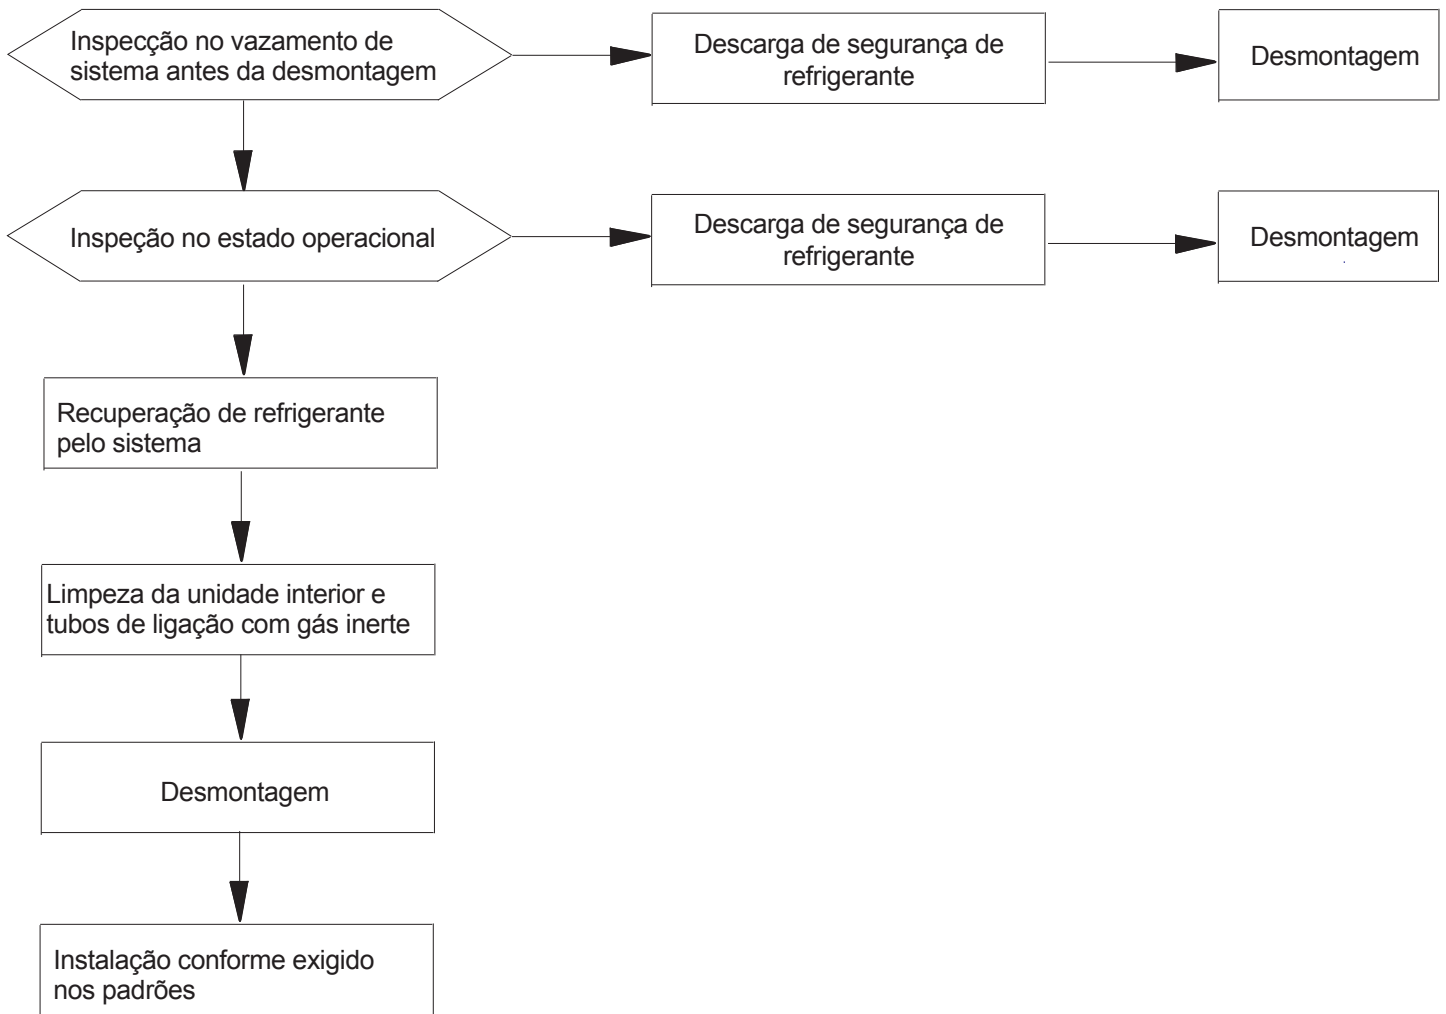 Inspecção no vazamento de
sistema antes da desmontagem
Descarga de segurança de
refrigerante
Desmontagem
Inspeção no estado operacional
Descarga de segurança de
refrigerante
Desmontagem
Recuperação de refrigerante
pelo sistema
Limpeza da unidade interior e
tubos de ligação com gás inerte
Desmontagem
Instalação conforme exigido
nos padrões